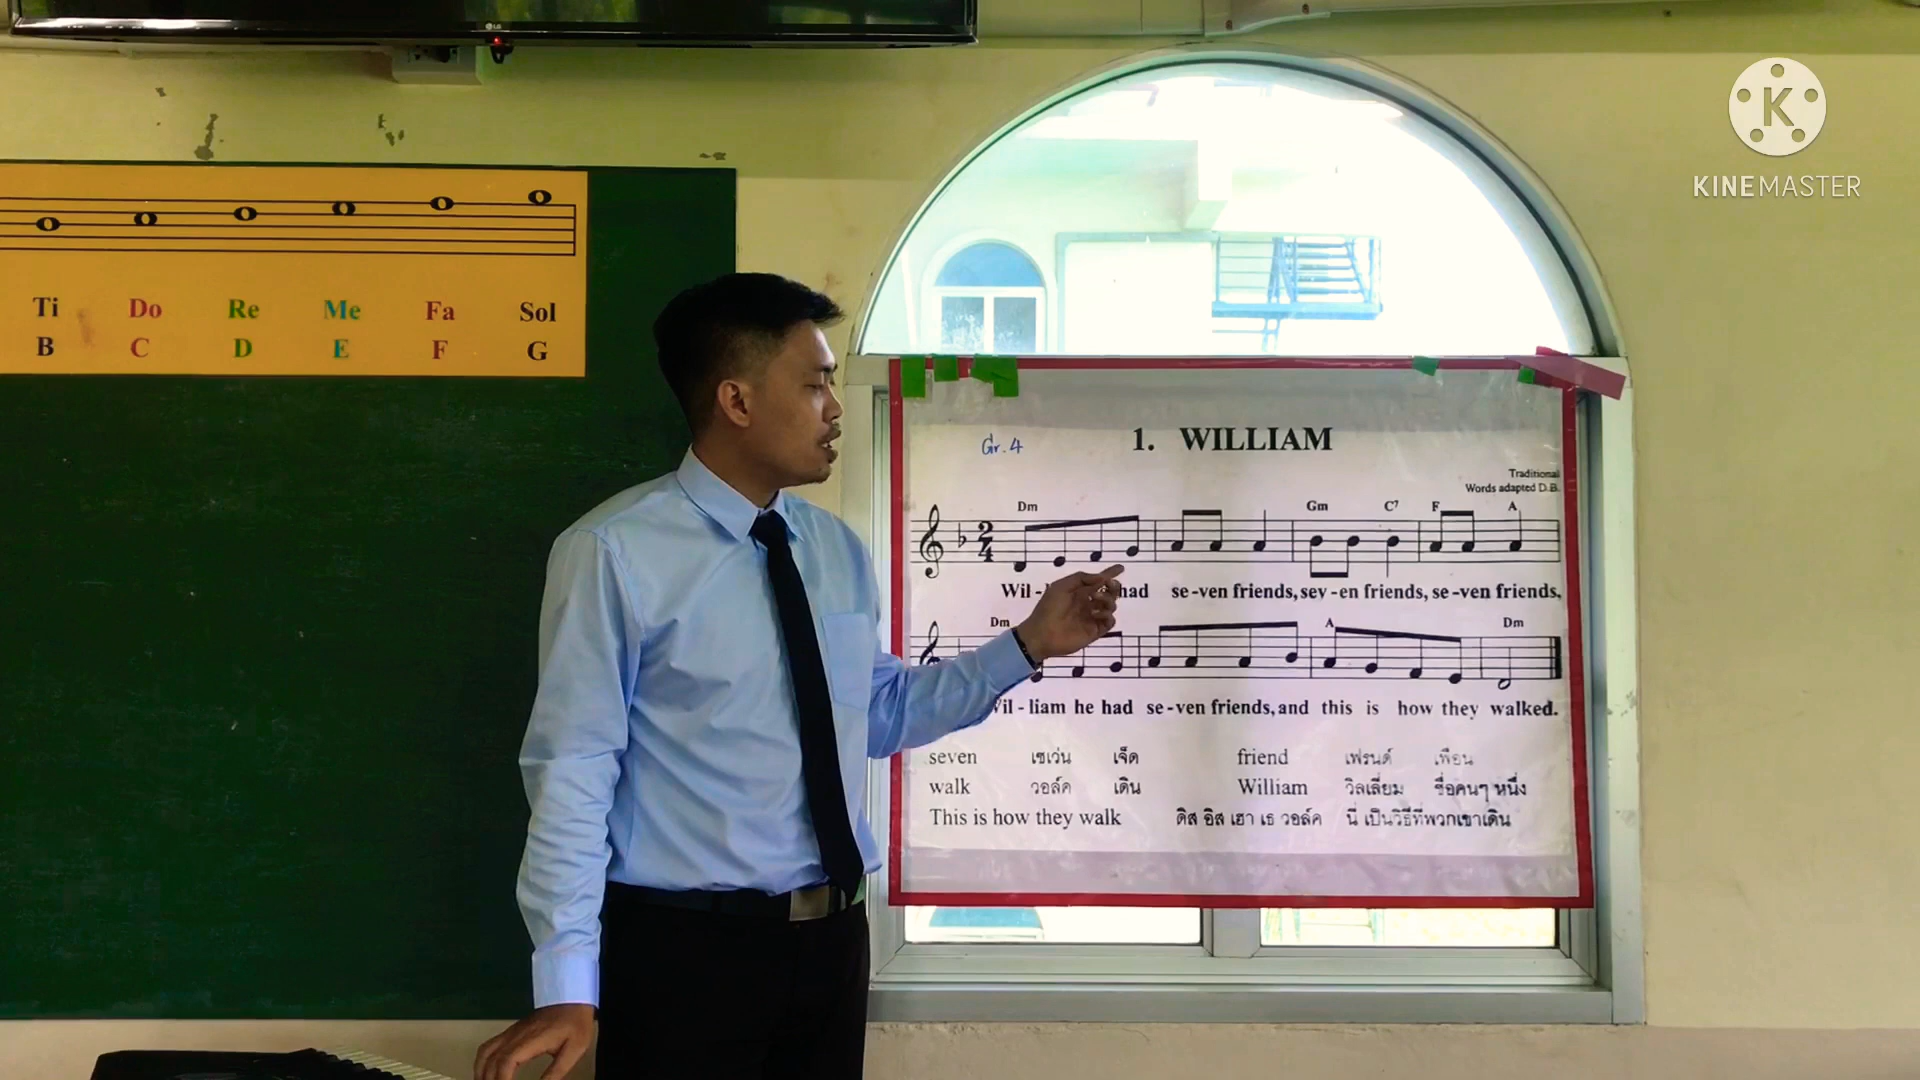 LG
K
KINEMASTER
Ti Do Re Me Fa Sol
B C D E F G
Gr. 4
1. WILLIAM
Traditional
Words adapted D.B.
Dm Gm C7 F A
2
4
Wil- had se-ven friends, sev-en friends, se-ven friends,
Dm A Dm
Wil-liam he had se-ven friends, and this is how they walked.
seven เซเว่น เจ็ด friend เฟรนด์ เพื่อน
walk วอล์ค เดิน William วิลเลี่ยม ชื่อคนๆ หนึ่ง
This is how they walk ดิส อิส เฮา เธ วอล์ค นี่ เป็นวิธีที่พวกเขาเดิน